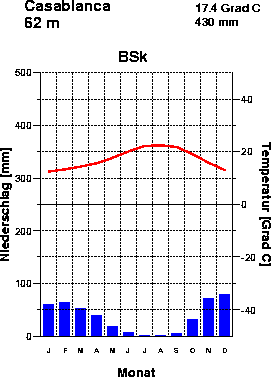 Casablanca
62 m
17.4 Grad C
430 mm
BSk
Niederschlag [mm]
500
400
300
200
100
0
40
20
0
-20
-40
Temperatur [Grad C]
J F M A M J J A S O N D
Monat